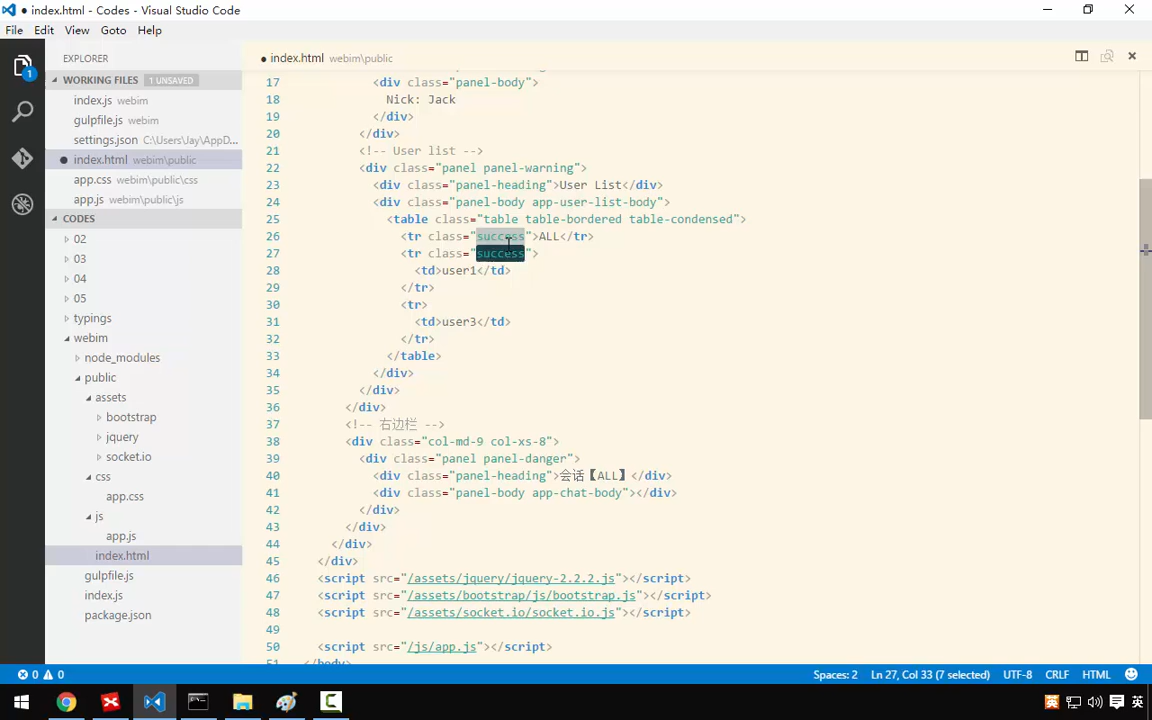 index.html - Codes - Visual Studio Code
File Edit View Goto Help
EXPLORER
index.html webim\public
WORKING FILES 1 UNSAVED
index.js webim
gulpfile.js webim
settings.json C:\Users\Jay\AppD...
index.html webim\public
app.css webim\public\css
app.js webim\public\js
CODES
02
03
04
05
typings
webim
node_modules
public
assets
bootstrap
jquery
socket.io
css
app.css
js
app.js
index.html
gulpfile.js
index.js
package.json
17 <div class="panel-body">
18 Nick: Jack
19 </div>
20 </div>
21 <!-- User list -->
22 <div class="panel panel-warning">
23 <div class="panel-heading">User List</div>
24 <div class="panel-body app-user-list-body">
25 <table class="table table-bordered table-condensed">
26 <tr class="success">ALL</tr>
27 <tr class="success">
28 <td>user1</td>
29 </tr>
30 <tr>
31 <td>user3</td>
32 </tr>
33 </table>
34 </div>
35 </div>
36 </div>
37 <!-- 右边栏 -->
38 <div class="col-md-9 col-xs-8">
39 <div class="panel panel-danger">
40 <div class="panel-heading">会话【ALL】</div>
41 <div class="panel-body app-chat-body"></div>
42 </div>
43 </div>
44 </div>
45 </div>
46 <script src="/assets/jquery/jquery-2.2.2.js"></script>
47 <script src="/assets/bootstrap/js/bootstrap.js"></script>
48 <script src="/assets/socket.io/socket.io.js"></script>
49
50 <script src="/js/app.js"></script>
51 </body>
0 0 Spaces: 2 Ln 27, Col 33 (7 selected) UTF-8 CRLF HTML
英 英